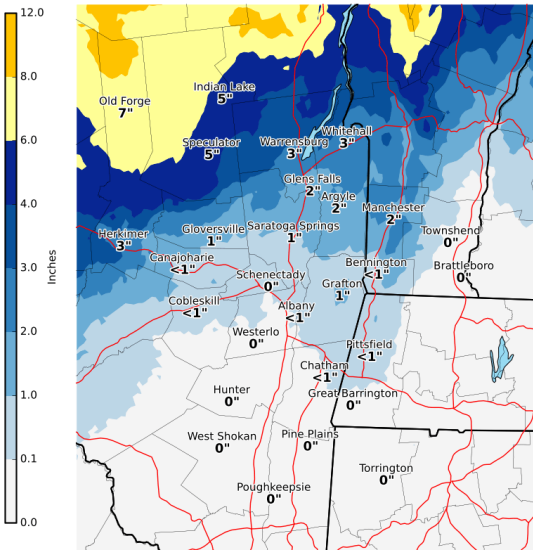 12.0
8.0
6.0
4.0
3.0
2.0
1.0
0.1
0.0
Inches
Indian Lake
5"
Old Forge
7"
Whitehall
3"
Speculator
5"
Warrensburg
3"
Glens Falls
2"
Argyle
2"
Manchester
2"
Gloversville
1"
Saratoga Springs
1"
Townshend
0"
Herkimer
3"
Canajoharie
<1"
Bennington
<1"
Brattleboro
0"
Schenectady
0"
Grafton
1"
Cobleskill
<1"
Albany
<1"
Westerlo
0"
Pittsfield
<1"
Chatham
<1"
Hunter
0"
Great Barrington
0"
West Shokan
0"
Pine Plains
0"
Torrington
0"
Poughkeepsie
0"